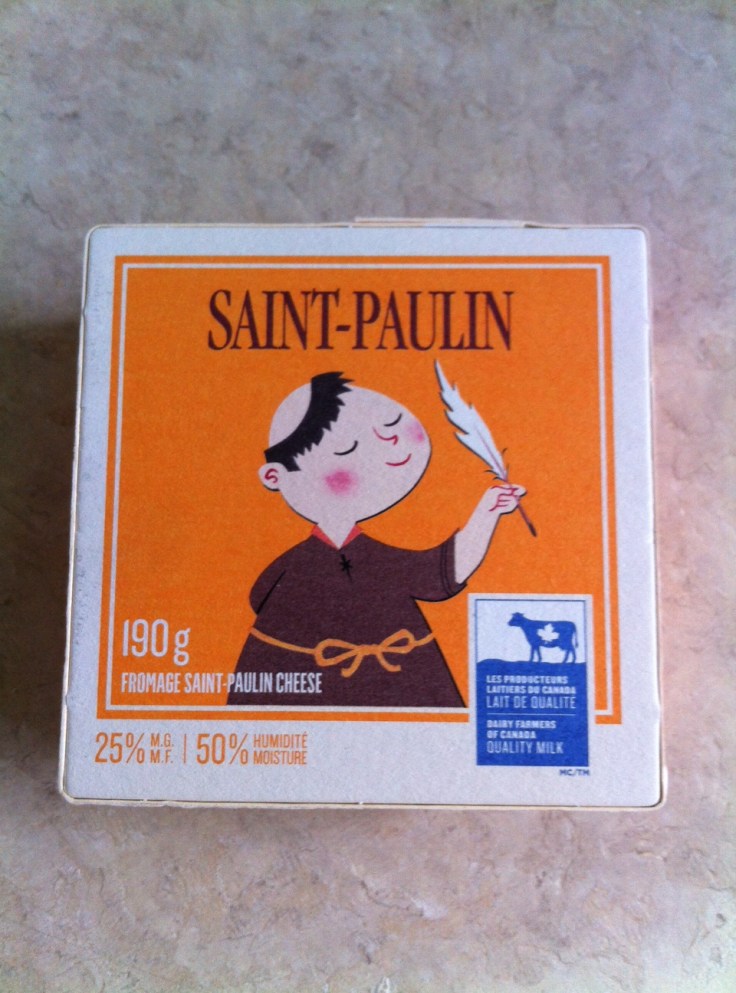 SAINT-PAULIN
190 g
FROMAGE SAINT-PAULIN CHEESE
25% M.G. M.F. | 50% HUMIDITÉ MOISTURE
LES PRODUCTEURS
LAITIERS DU CANADA
LAIT DE QUALITÉ
DAIRY FARMERS
OF CANADA
QUALITY MILK
MC/TM